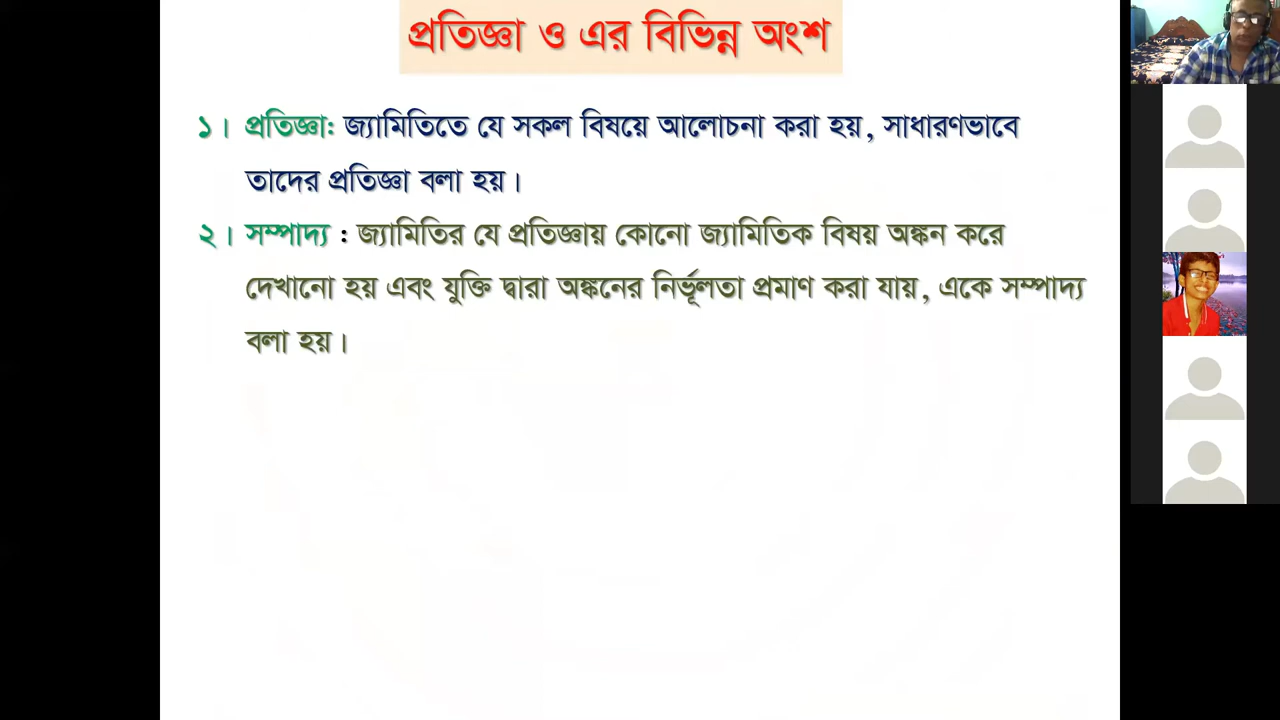 প্রতিজ্ঞা ও এর বিভিন্ন অংশ
১। প্রতিজ্ঞা: জ্যামিতিতে যে সকল বিষয়ে আলোচনা করা হয়, সাধারণভাবে
তাদের প্রতিজ্ঞা বলা হয়।
২। সম্পাদ্য : জ্যামিতির যে প্রতিজ্ঞায় কোনো জ্যামিতিক বিষয় অঙ্কন করে
দেখানো হয় এবং যুক্তি দ্বারা অঙ্কনের নির্ভূলতা প্রমাণ করা যায়, একে সম্পাদ্য
বলা হয়।